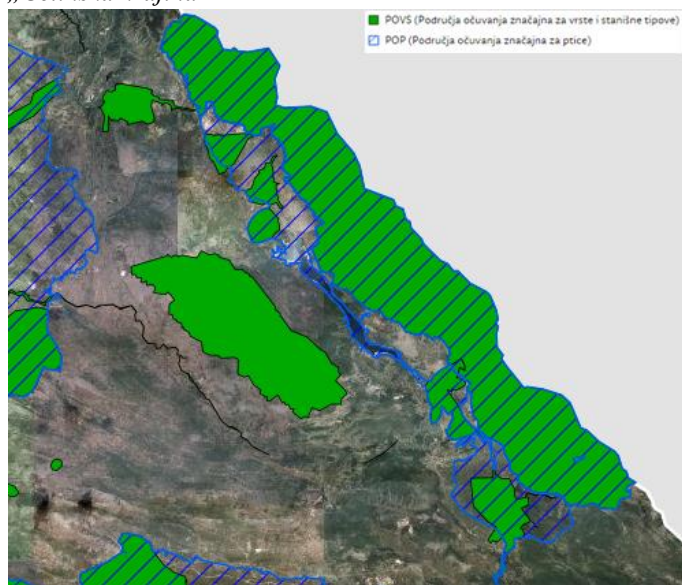 POVS (Područja očuvanja značajna za vrste i stanišne tipove)
POP (Područja očuvanja značajna za ptice)